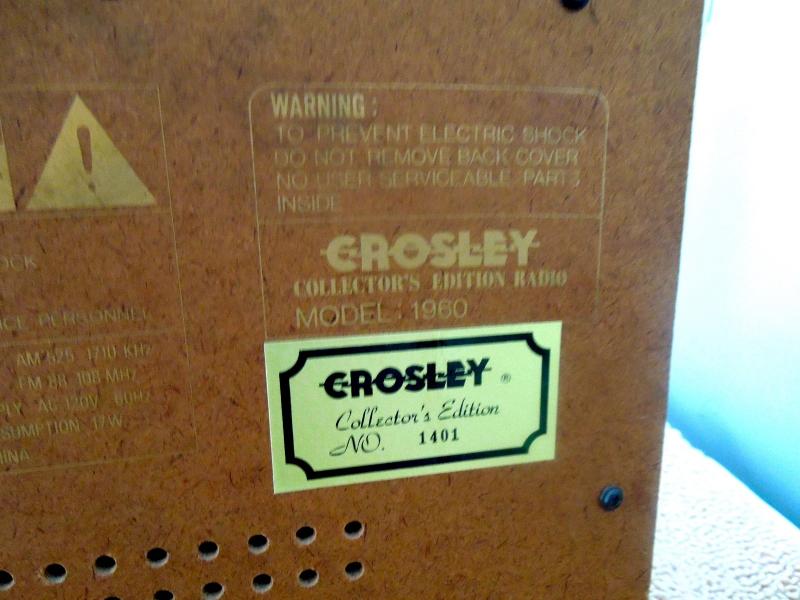 WARNING:
TO PREVENT ELECTRIC SHOCK
DO NOT REMOVE BACK COVER
NO USER SERVICEABLE PARTS
INSIDE
CROSLEY
COLLECTOR'S EDITION RADIO
MODEL: 1960
CROSLEY ®
Collector's Edition
NO. 1401
OCK
ICE PERSONNEL
AM 525 1710 KHz
FM 88 108 MHz
PLY AC 120V 60HZ
SUMPTION 17W
HINA